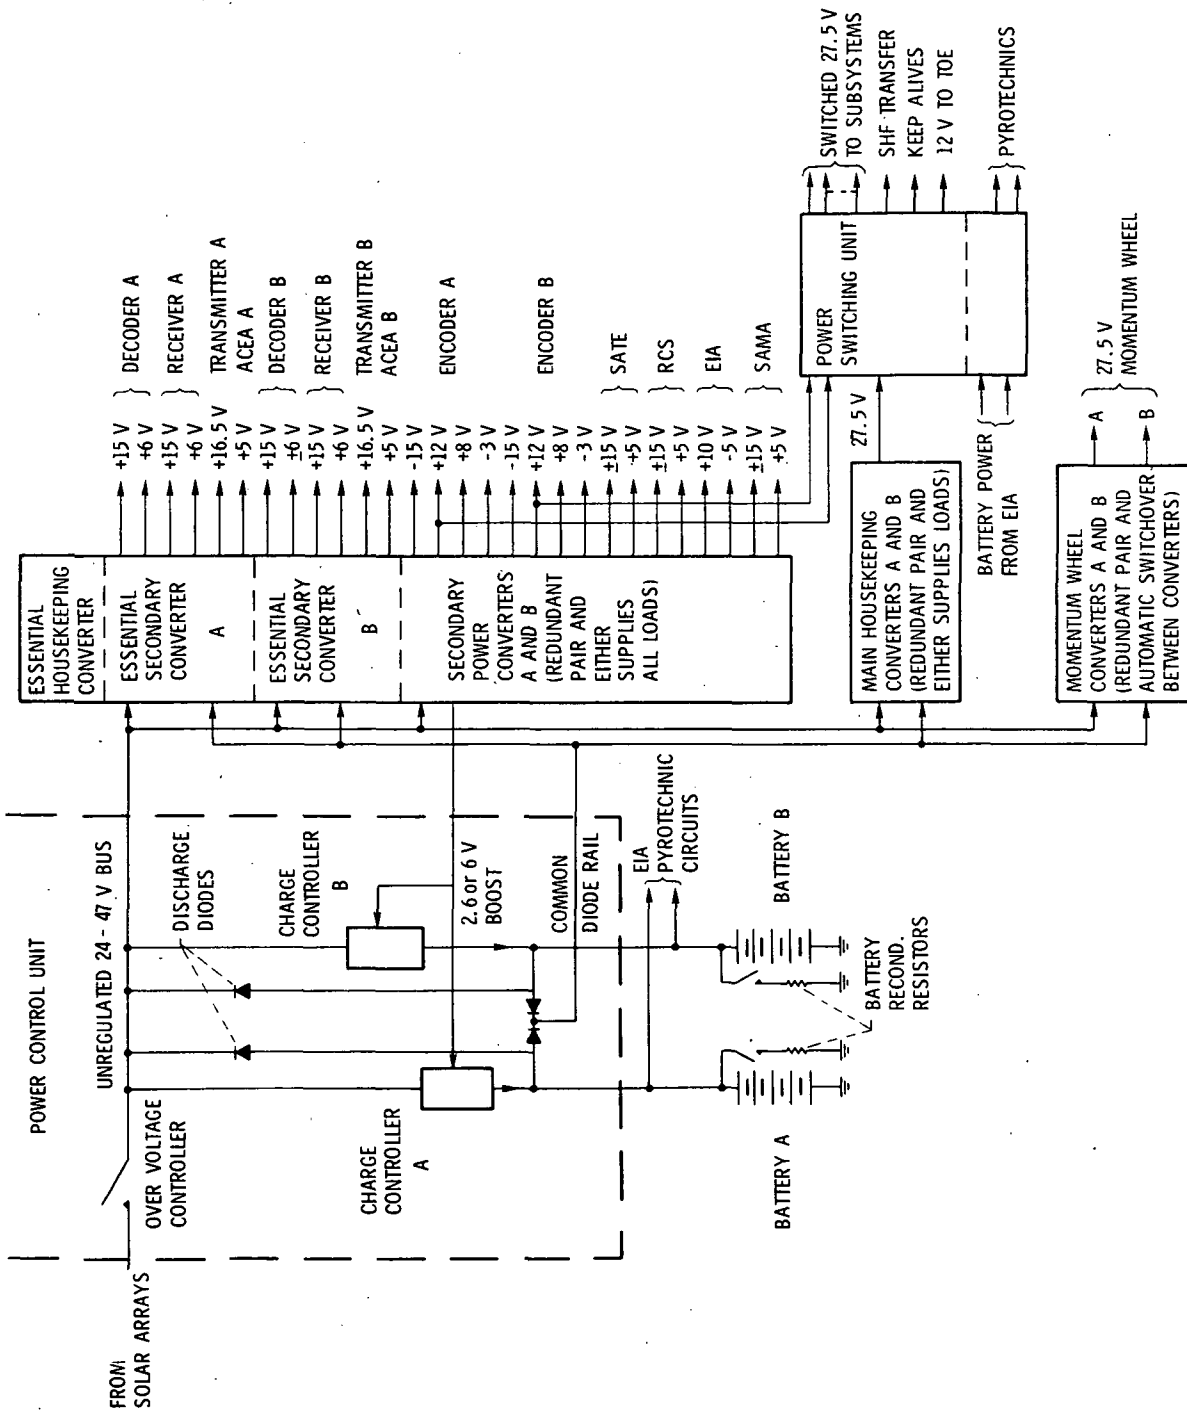 POWER CONTROL UNIT
FROM
SOLAR ARRAYS
OVER VOLTAGE
CONTROLLER
UNREGULATED 24 - 47 V BUS
DISCHARGE
DIODES
CHARGE
CONTROLLER
A
CHARGE
CONTROLLER
B
2.6 or 6 V
BOOST
COMMON
DIODE RAIL
EIA
PYROTECHNIC
CIRCUITS
BATTERY A
BATTERY B
BATTERY
RECOND.
RESISTORS
ESSENTIAL
HOUSEKEEPING
CONVERTER
ESSENTIAL
SECONDARY
CONVERTER
A
ESSENTIAL
SECONDARY
CONVERTER
B
SECONDARY
POWER
CONVERTERS
A AND B
(REDUNDANT
PAIR AND
EITHER
SUPPLIES
ALL LOADS)
+15 V
+6 V
DECODER A
+15 V
+6 V
RECEIVER A
+16.5 V
TRANSMITTER A
+5 V
ACEA A
+15 V
±6 V
DECODER B
+15 V
+6 V
RECEIVER B
+16.5 V
TRANSMITTER B
+5 V
ACEA B
-15 V
+12 V
+8 V
-3 V
ENCODER A
-15 V
+12 V
+8 V
-3 V
ENCODER B
±15 V
+5 V
SATE
±15 V
+5 V
RCS
+10 V
-5 V
EIA
±15 V
+5 V
SAMA
MAIN HOUSEKEEPING
CONVERTERS A AND B
(REDUNDANT PAIR AND
EITHER SUPPLIES LOADS)
27.5 V
BATTERY POWER
FROM EIA
POWER
SWITCHING UNIT
SWITCHED 27.5 V
TO SUBSYSTEMS
SHF TRANSFER
KEEP ALIVES
12 V TO TOE
PYROTECHNICS
MOMENTUM WHEEL
CONVERTERS A AND B
(REDUNDANT PAIR AND
AUTOMATIC SWITCHOVER
BETWEEN CONVERTERS)
A
B
27.5 V
MOMENTUM WHEEL